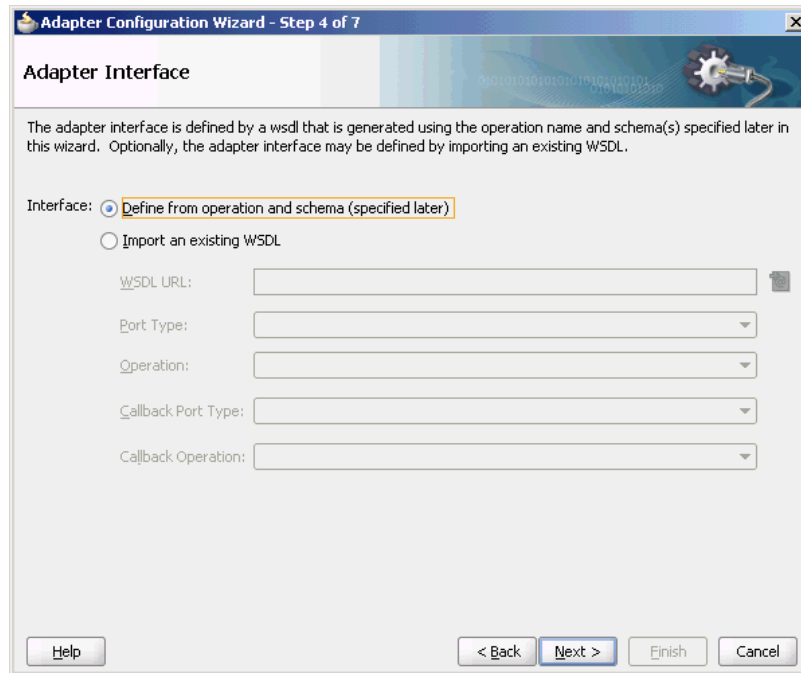 Adapter Configuration Wizard - Step 4 of 7
Adapter Interface
0101010101010101010101010101
01010101010
The adapter interface is defined by a wsdl that is generated using the operation name and schema(s) specified later in
this wizard. Optionally, the adapter interface may be defined by importing an existing WSDL.
Interface: Define from operation and schema (specified later)
Import an existing WSDL
WSDL URL:
Port Type:
Operation:
Callback Port Type:
Callback Operation:
Help < Back Next > Finish Cancel